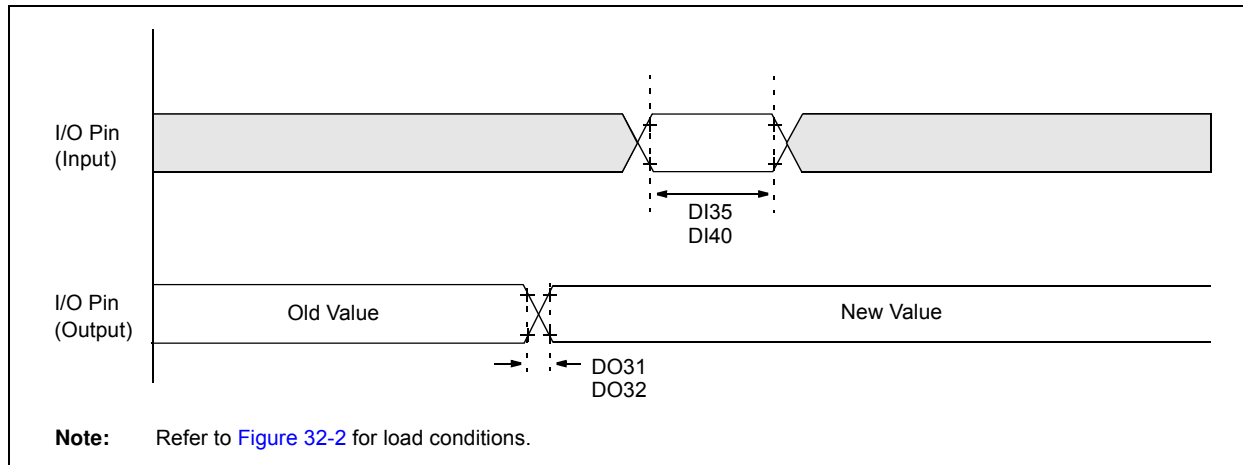 I/O Pin
(Input)
DI35
DI40
I/O Pin
(Output)
Old Value
New Value
DO31
DO32
Note: Refer to Figure 32-2 for load conditions.